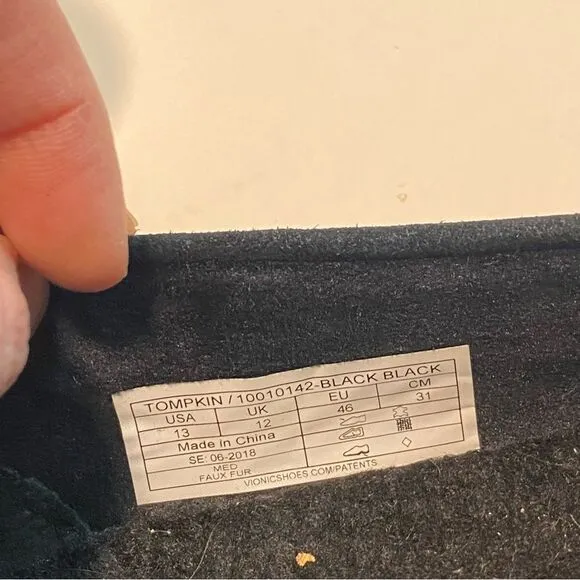 TOMPKIN / 10010142-BLACK BLACK
USA UK EU CM
13 12 46 31
Made in China
SE: 06-2018
MED
FAUX FUR
VIONICSHOES.COM/PATENTS